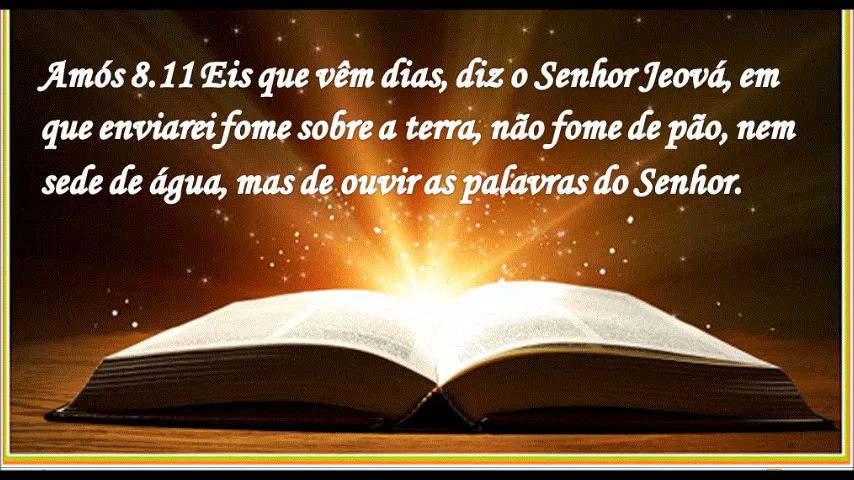 Amós 8.11 Eis que vêm dias, diz o Senhor Jeová, em
que enviarei fome sobre a terra, não fome de pão, nem
sede de água, mas de ouvir as palavras do Senhor.